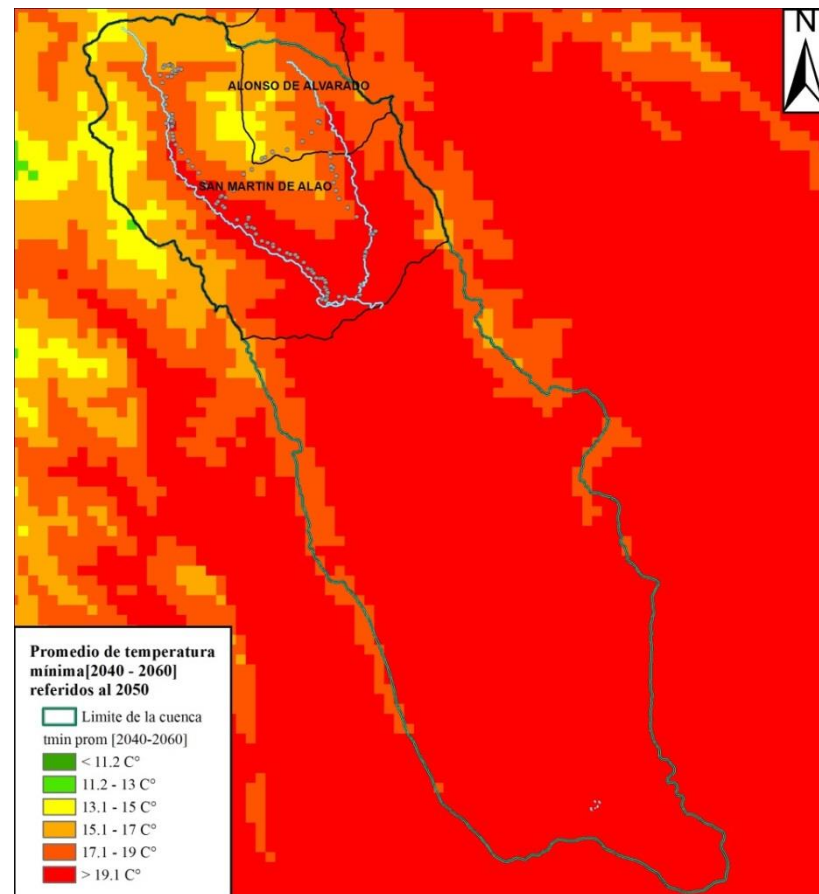 N
ALONSO DE ALVARADO
SAN MARTIN DE ALAO
Promedio de temperatura
mínima[2040 - 2060]
referidos al 2050
Limite de la cuenca
tmin prom [2040-2060]
< 11.2 C°
11.2 - 13 C°
13.1 - 15 C°
15.1 - 17 C°
17.1 - 19 C°
> 19.1 C°